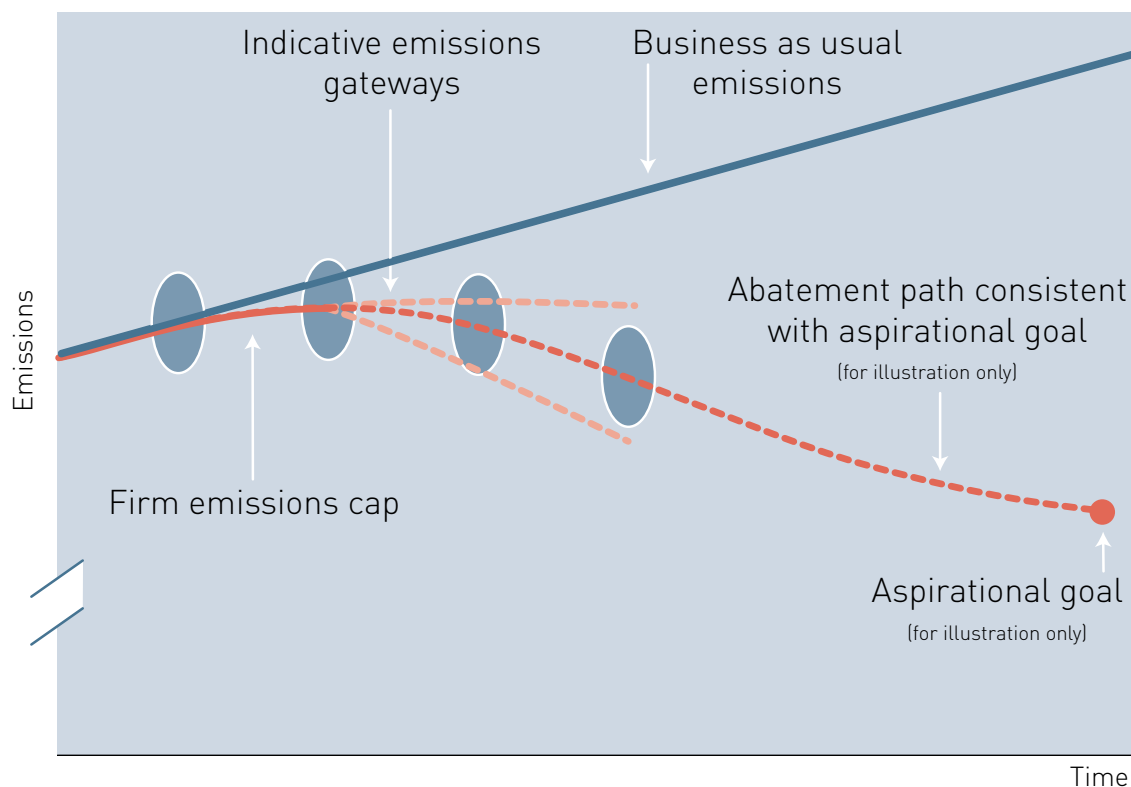 Indicative emissions
gateways
Business as usual
emissions
Emissions
Abatement path consistent
with aspirational goal
(for illustration only)
Firm emissions cap
Aspirational goal
(for illustration only)
Time